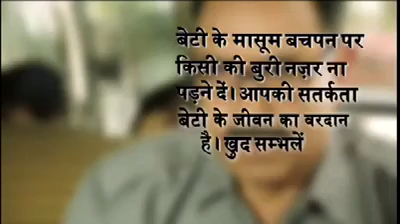 बेटी के मासूम बचपन पर
किसी की बुरी नज़र ना
पड़ने दें। आपकी सतर्कता
बेटी के जीवन का वरदान
है। खुद सम्भलें